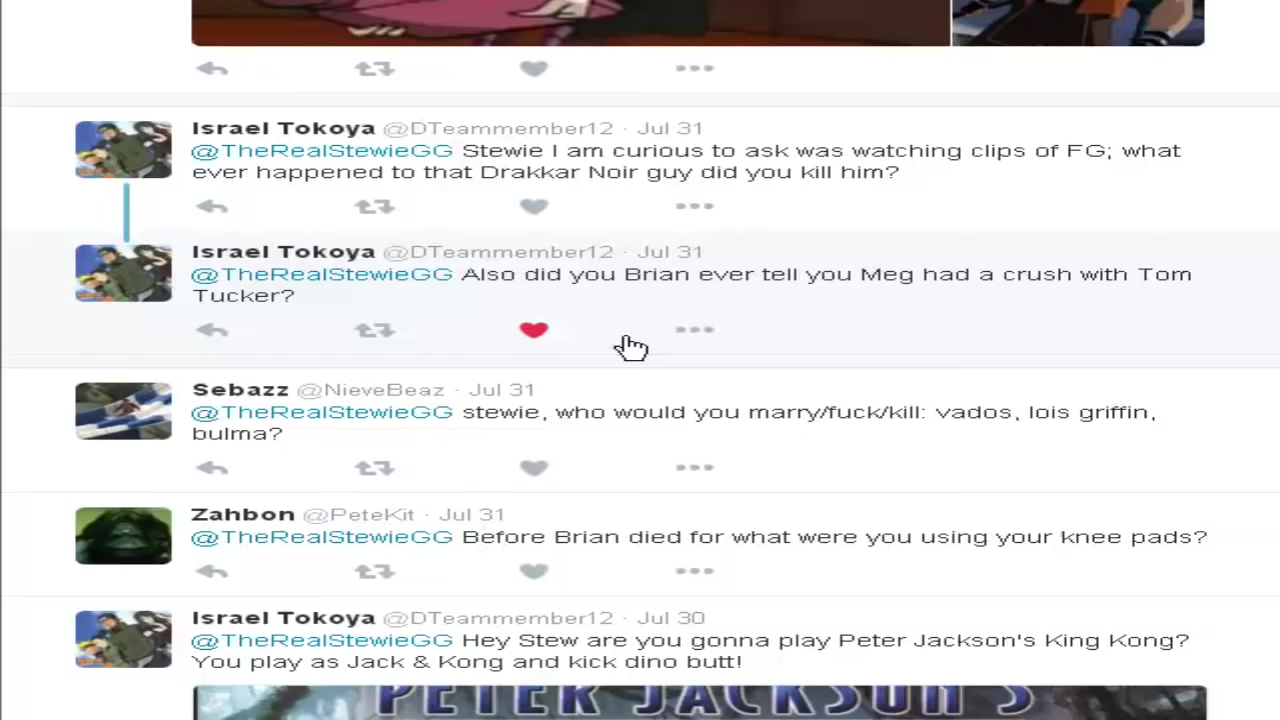 Israel Tokoya @DTeammember12 · Jul 31
@TheRealStewieGG Stewie I am curious to ask was watching clips of FG; what
ever happened to that Drakkar Noir guy did you kill him?
Israel Tokoya @DTeammember12 · Jul 31
@TheRealStewieGG Also did you Brian ever tell you Meg had a crush with Tom
Tucker?
Sebazz @NieveBeaz · Jul 31
@TheRealStewieGG stewie, who would you marry/fuck/kill: vados, lois griffin,
bulma?
Zahbon @PeteKit · Jul 31
@TheRealStewieGG Before Brian died for what were you using your knee pads?
Israel Tokoya @DTeammember12 · Jul 30
@TheRealStewieGG Hey Stew are you gonna play Peter Jackson's King Kong?
You play as Jack & Kong and kick dino butt!
PETER JACKSON'S